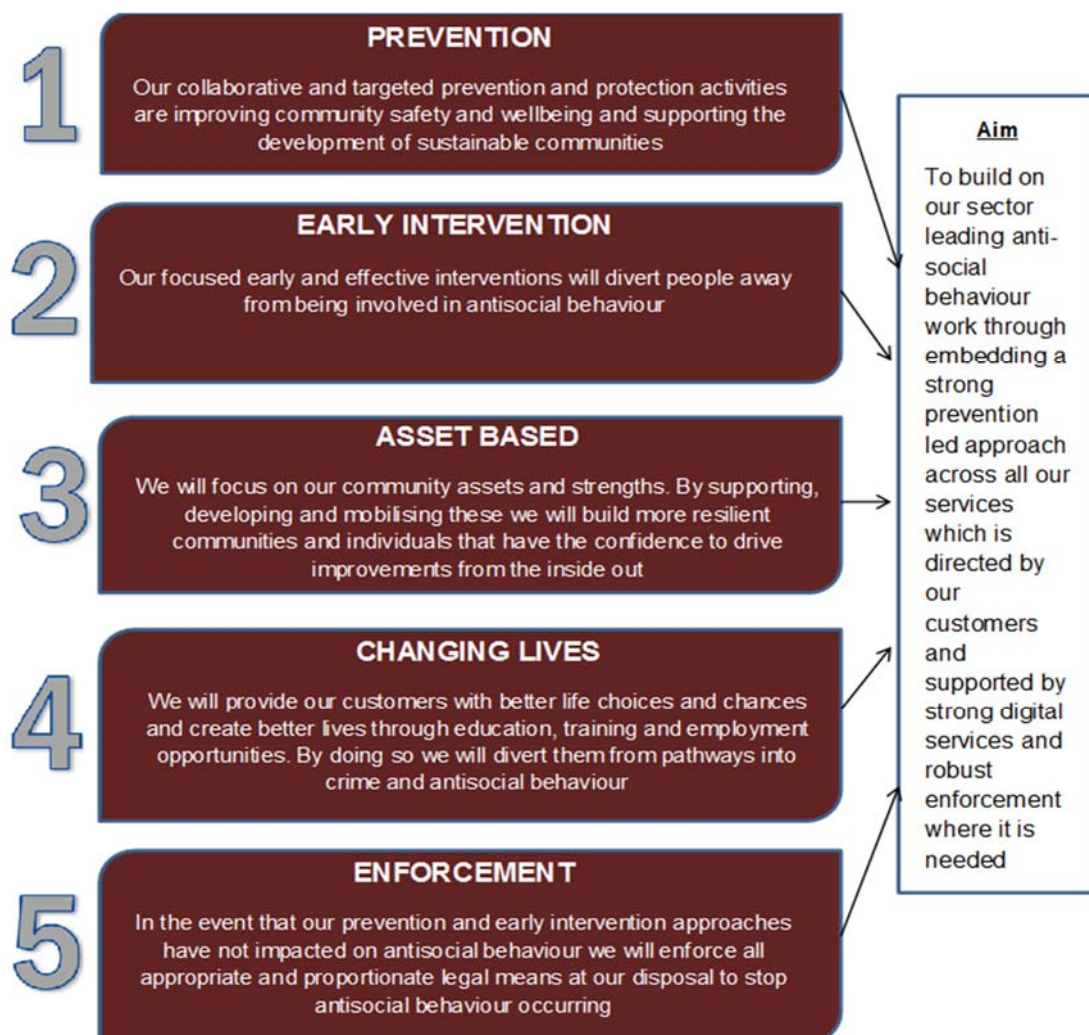 1
PREVENTION
Our collaborative and targeted prevention and protection activities
are improving community safety and wellbeing and supporting the
development of sustainable communities
2
EARLY INTERVENTION
Our focused early and effective interventions will divert people away
from being involved in antisocial behaviour
3
ASSET BASED
We will focus on our community assets and strengths. By supporting,
developing and mobilising these we will build more resilient
communities and individuals that have the confidence to drive
improvements from the inside out
4
CHANGING LIVES
We will provide our customers with better life choices and chances
and create better lives through education, training and employment
opportunities. By doing so we will divert them from pathways into
crime and antisocial behaviour
5
ENFORCEMENT
In the event that our prevention and early intervention approaches
have not impacted on antisocial behaviour we will enforce all
appropriate and proportionate legal means at our disposal to stop
antisocial behaviour occurring
Aim
To build on
our sector
leading anti-
social
behaviour
work through
embedding a
strong
prevention
led approach
across all our
services
which is
directed by
our
customers
and
supported by
strong digital
services and
robust
enforcement
where it is
needed